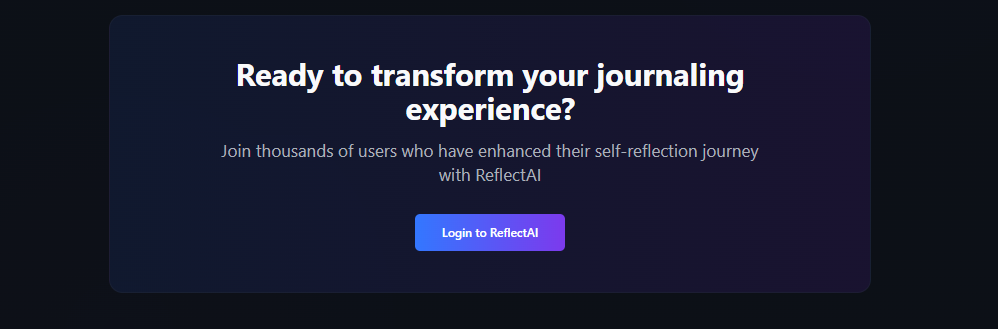 Ready to transform your journaling
experience?
Join thousands of users who have enhanced their self-reflection journey
with ReflectAI
Login to ReflectAI